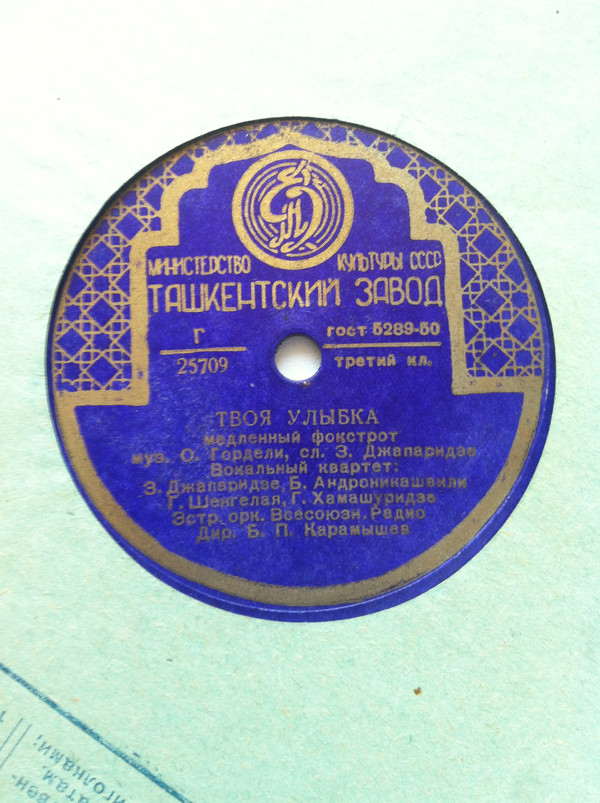 МИНИСТЕРСТВО КУЛЬТУРЫ СССР
ТАШКЕНТСКИЙ ЗАВОД
Г
25709
ГОСТ 5289-50
третий кл.
ТВОЯ УЛЫБКА
медленный фокстрот
муз. О. Гордели, сл. З. Джапаридзе
Вокальный квартет:
З. Джапаридзе, Б. Андроникашвили
Г. Шенгелая, Г. Хамашуридзе
Эстр. орк. Всесоюзн. Радио
Дир. Б. П. Карамышев
иголками;